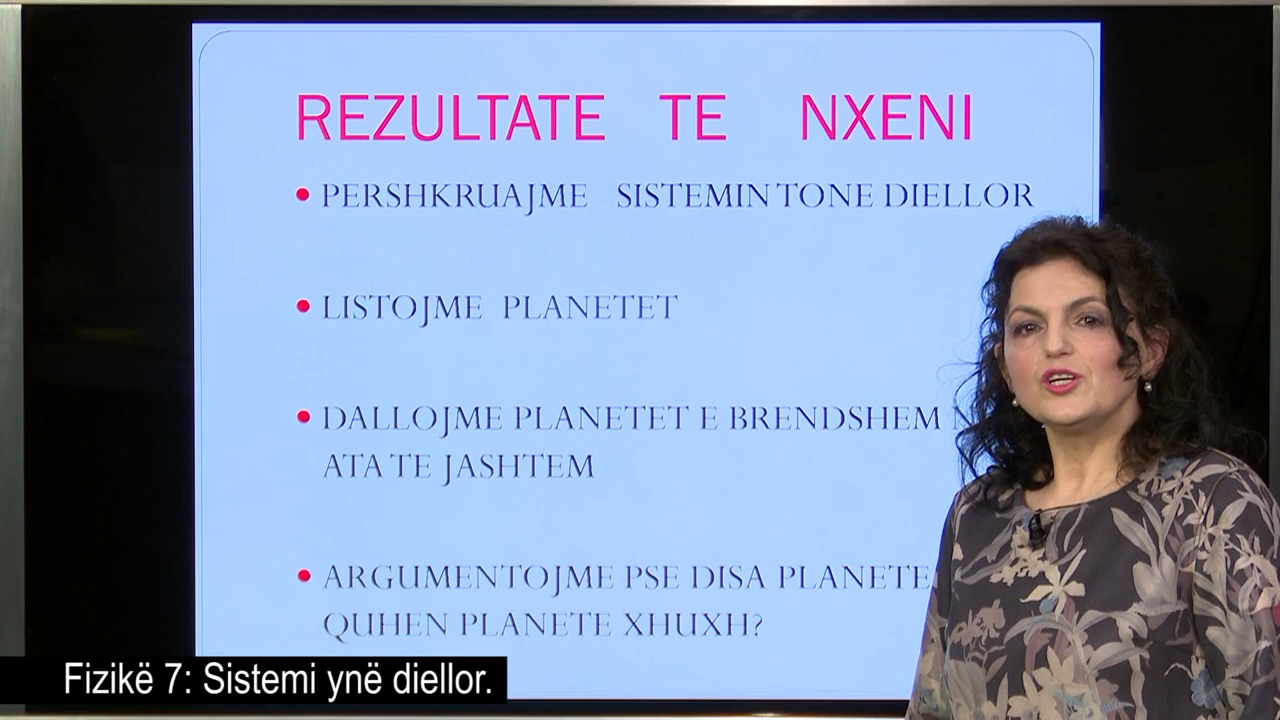 REZULTATE TE NXENI
PERSHKRUAJME SISTEMIN TONE DIELLOR
LISTOJME PLANETET
DALLOJME PLANETET E BRENDSHEM
ATA TE JASHTEM
ARGUMENTOJME PSE DISA PLANETE
QUHEN PLANETE XHUXH?
Fizikë 7: Sistemi ynë diellor.